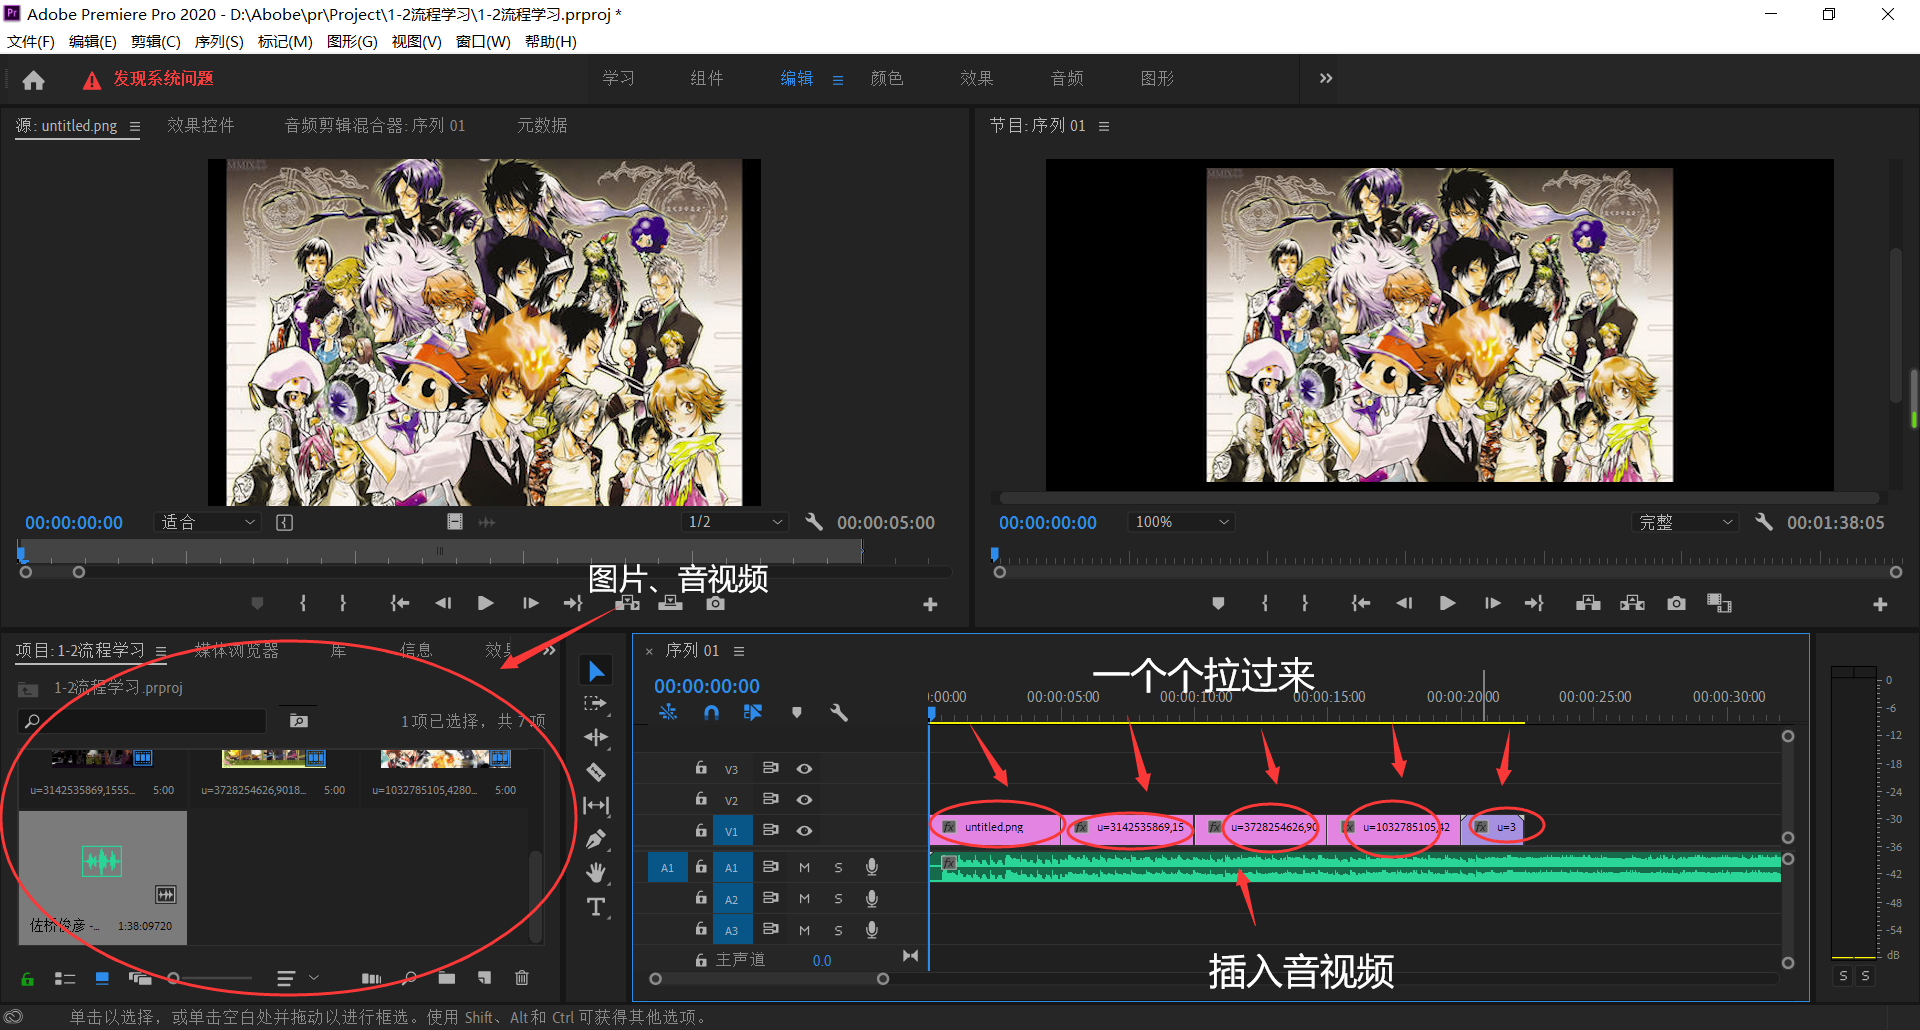 Adobe Premiere Pro 2020 - D:\Abobe\pr\Project\1-2流程学习\1-2流程学习.prproj *
文件(F) 编辑(E) 剪辑(C) 序列(S) 标记(M) 图形(G) 视图(V) 窗口(W) 帮助(H)
发现系统问题
学习 组件 编辑 颜色 效果 音频 图形
源: untitled.png 效果控件 音频剪辑混合器: 序列 01 元数据
节目: 序列 01
00:00:00:00 适合 1/2 00:00:05:00
00:00:00:00 100% 完整 00:01:38:05
图片、音视频
项目: 1-2流程学习 媒体浏览器 库 信息 效果
1-2流程学习.prproj
1项已选择，共 7 项
u=3142535869,1555... 5:00
u=3728254626,9018... 5:00
u=1032785105,4280... 5:00
佐桥俊彦 -... 1:38:09720
× 序列 01
00:00:00:00
一个个拉过来
:00:00 00:00:05:00 00:00:10:00 00:00:15:00 00:00:20:00 00:00:25:00 00:00:30:00
V3
V2
V1
fx untitled.png
fx u=3142535869,15
fx u=3728254626,90
fx u=1032785105,42
fx u=3
A1 A1 M S
fx
A2 M S
A3 M S
主声道 0.0
插入音视频
0
-6
-12
-18
-24
-30
-36
-42
-48
-54
dB
S S
单击以选择，或单击空白处并拖动以进行框选。使用 Shift、Alt 和 Ctrl 可获得其他选项。